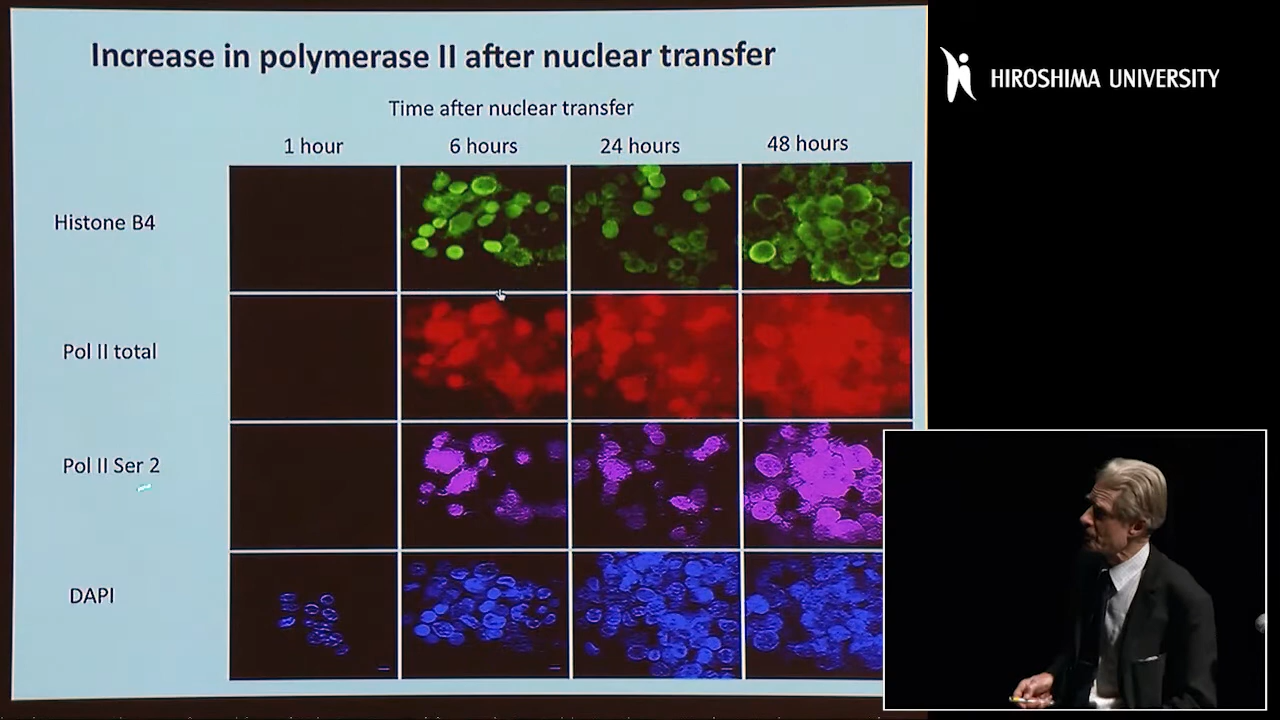 Increase in polymerase II after nuclear transfer
HIROSHIMA UNIVERSITY
Time after nuclear transfer
1 hour 6 hours 24 hours 48 hours
Histone B4
Pol II total
Pol II Ser 2
DAPI